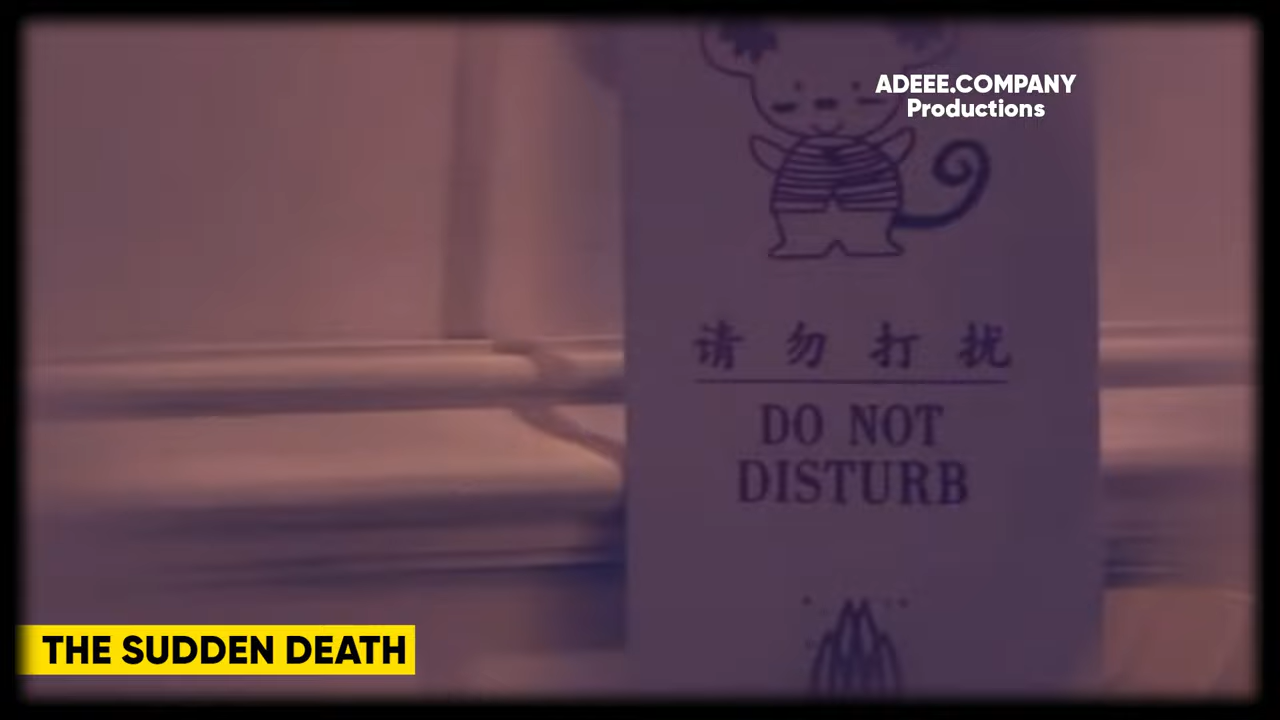 ADEEE.COMPANY
Productions
请勿打扰
DO NOT
DISTURB
THE SUDDEN DEATH